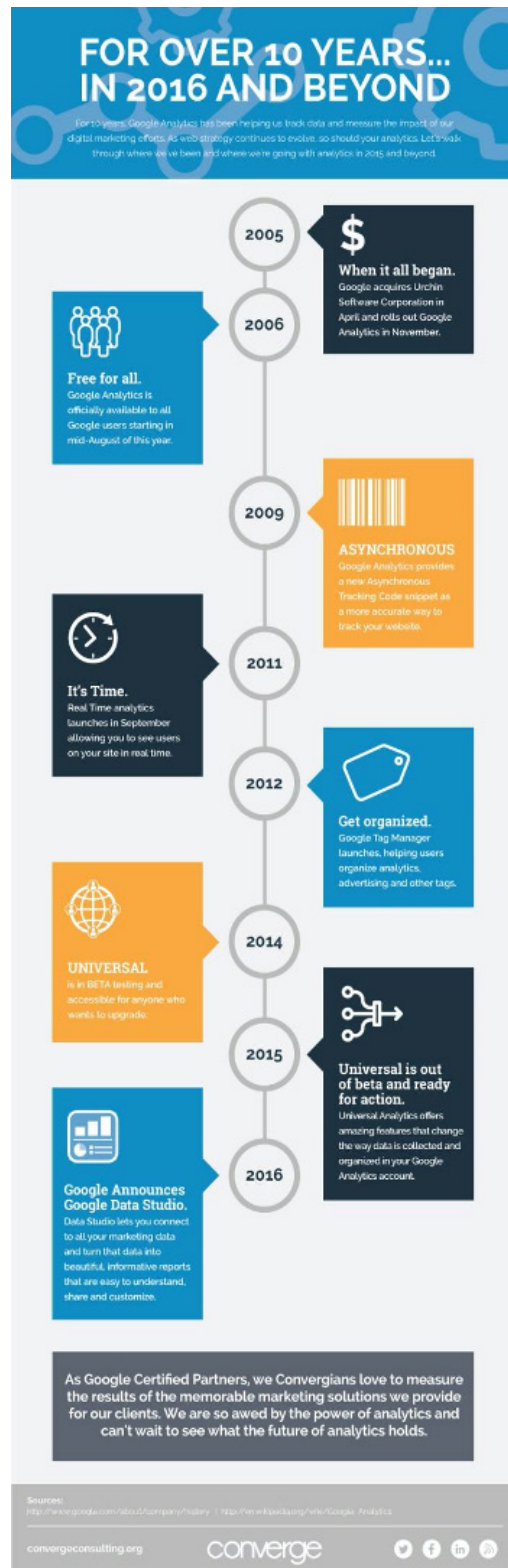 FOR OVER 10 YEARS...
IN 2016 AND BEYOND
For 10 years, Google Analytics has been helping us track data and measure the impact of our
digital marketing efforts. As web strategy continues to evolve, so should your analytics. Let's walk
through where we've been and where we're going with analytics in 2015 and beyond.
2005
$
When it all began.
Google acquires Urchin
Software Corporation in
April and rolls out Google
Analytics in November.
2006
Free for all.
Google Analytics is
officially available to all
Google users starting in
mid-August of this year.
2009
ASYNCHRONOUS
Google Analytics provides
a new Asynchronous
Tracking Code snippet as
a more accurate way to
track your website.
2011
It's Time.
Real Time analytics
launches in September
allowing you to see users
on your site in real time.
2012
Get organized.
Google Tag Manager
launches, helping users
organize analytics,
advertising and other tags.
2014
UNIVERSAL
is in BETA testing and
accessible for anyone who
wants to upgrade.
2015
Universal is out
of beta and ready
for action.
Universal Analytics offers
amazing features that change
the way data is collected and
organized in your Google
Analytics account.
2016
Google Announces
Google Data Studio.
Data Studio lets you connect
to all your marketing data
and turn that data into
beautiful, informative reports
that are easy to understand,
share and customize.
As Google Certified Partners, we Convergians love to measure
the results of the memorable marketing solutions we provide
for our clients. We are so awed by the power of analytics and
can't wait to see what the future of analytics holds.
Sources:
http://www.google.com/about/company/history | http://en.wikipedia.org/wiki/Google_Analytics
convergeconsulting.org
converge